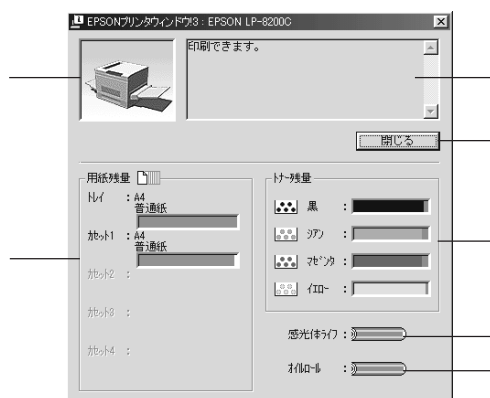 EPSONプリンタウィンドウ!3 : EPSON LP-8200C
印刷できます。
閉じる
用紙残量
トレイ : A4
普通紙
カセット1 : A4
普通紙
カセット2 :
カセット3 :
カセット4 :
トナー残量
黒 :
シアン :
マゼンタ :
イエロー :
感光体ライフ :
オイルロール :